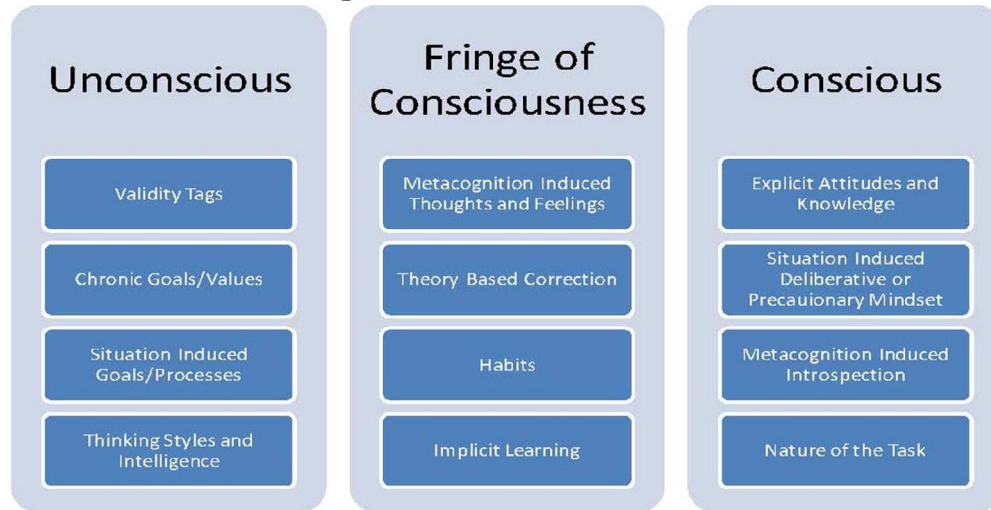 Unconscious
Validity Tags
Chronic Goals/Values
Situation Induced
Goals/Processes
Thinking Styles and
Intelligence
Fringe of
Consciousness
Metacognition Induced
Thoughts and Feelings
Theory Based Correction
Habits
Implicit Learning
Conscious
Explicit Attitudes and
Knowledge
Situation Induced
Deliberative or
Precauionary Mindset
Metacognition Induced
Introspection
Nature of the Task